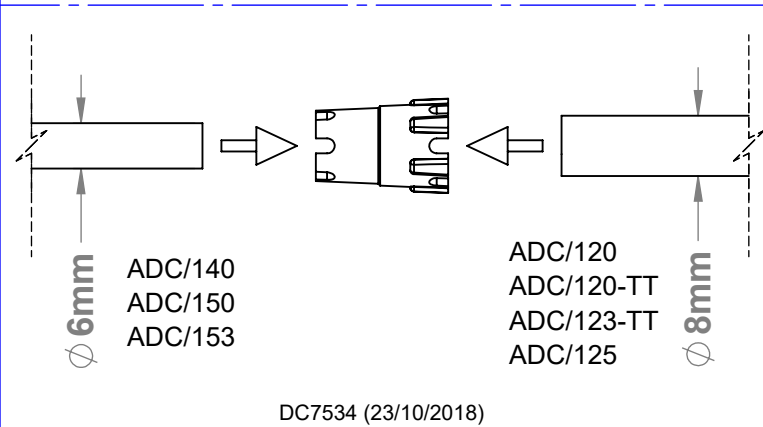 ∅ 6mm
ADC/140
ADC/150
ADC/153
ADC/120
ADC/120-TT
ADC/123-TT
ADC/125
∅ 8mm
DC7534 (23/10/2018)